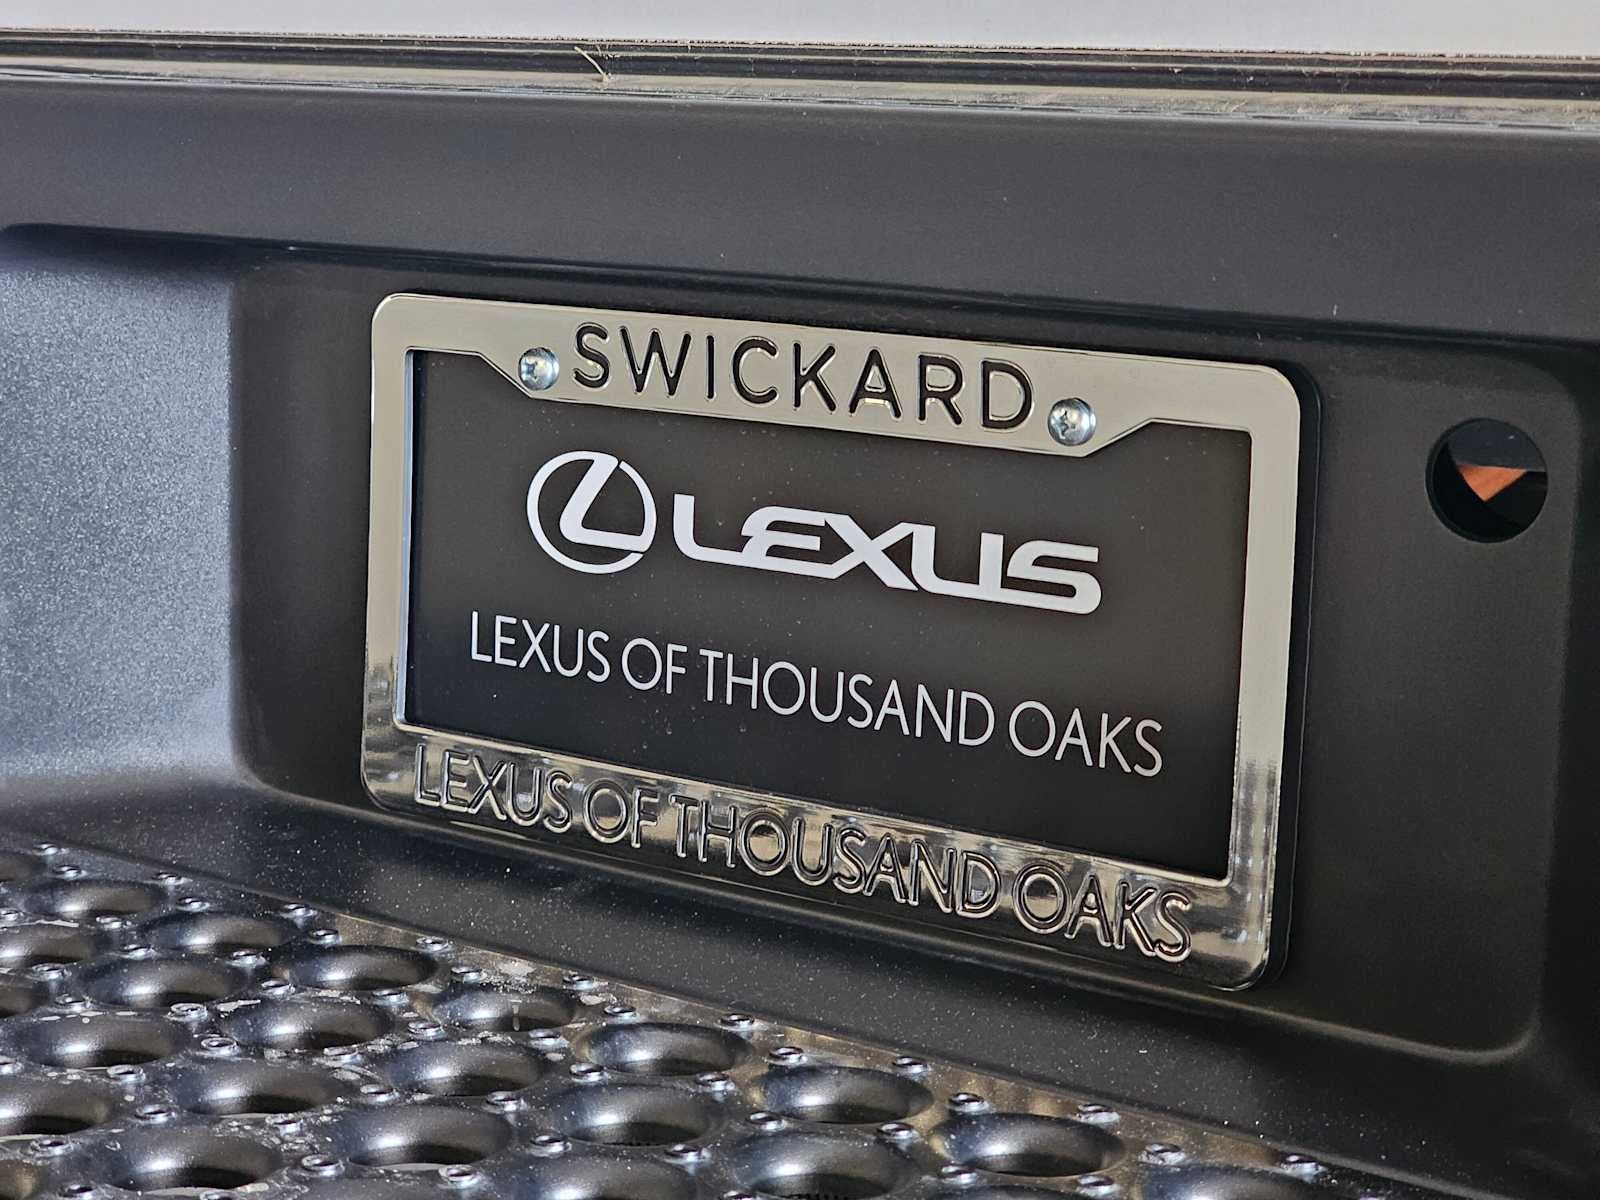 SWICKARD
LEXUS
LEXUS OF THOUSAND OAKS
LEXUS OF THOUSAND OAKS